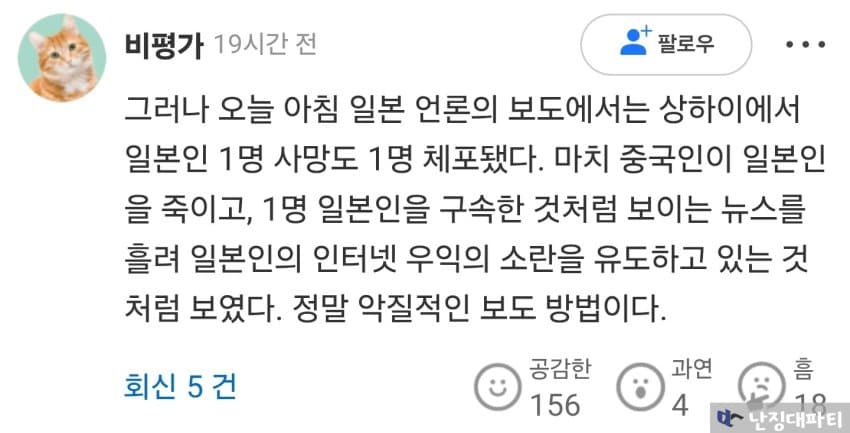 비평가 19시간 전
팔로우
그러나 오늘 아침 일본 언론의 보도에서는 상하이에서
일본인 1명 사망도 1명 체포됐다. 마치 중국인이 일본인
을 죽이고, 1명 일본인을 구속한 것처럼 보이는 뉴스를
흘려 일본인의 인터넷 우익의 소란을 유도하고 있는 것
처럼 보였다. 정말 악질적인 보도 방법이다.
회신 5 건
공감한 156
과연 4
흠 18
난징대파티